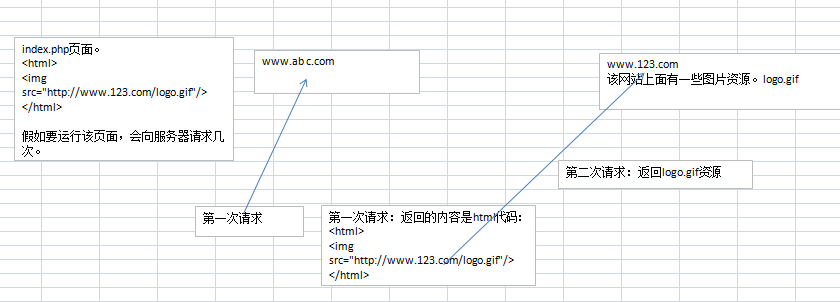 index.php页面。
<html>
<img
src="http://www.123.com/logo.gif"/>
</html>
假如要运行该页面，会向服务器请求几
次。
www.abc.com
www.123.com
该网站上面有一些图片资源。logo.gif
第二次请求：返回logo.gif资源
第一次请求
第一次请求：返回的内容是html代码：
<html>
<img
src="http://www.123.com/logo.gif"/>
</html>